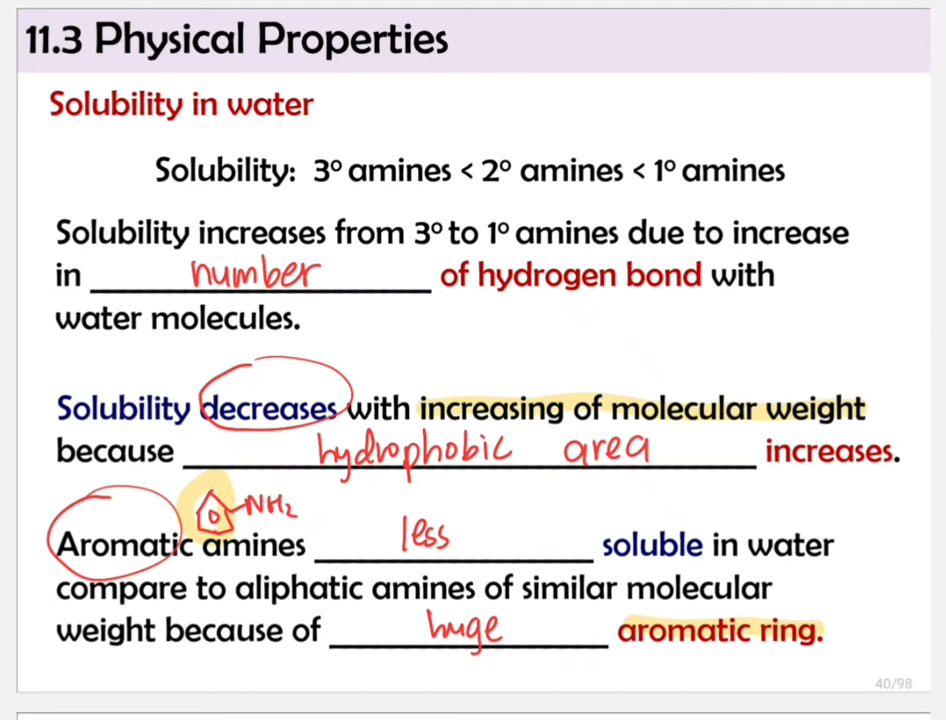 11.3 Physical Properties
Solubility in water
Solubility: 3° amines < 2° amines < 1° amines
Solubility increases from 3° to 1° amines due to increase
in number of hydrogen bond with
water molecules.
Solubility decreases with increasing of molecular weight
because hydrophobic area increases.
NH₂
Aromatic amines less soluble in water
compare to aliphatic amines of similar molecular
weight because of huge aromatic ring.
40/98